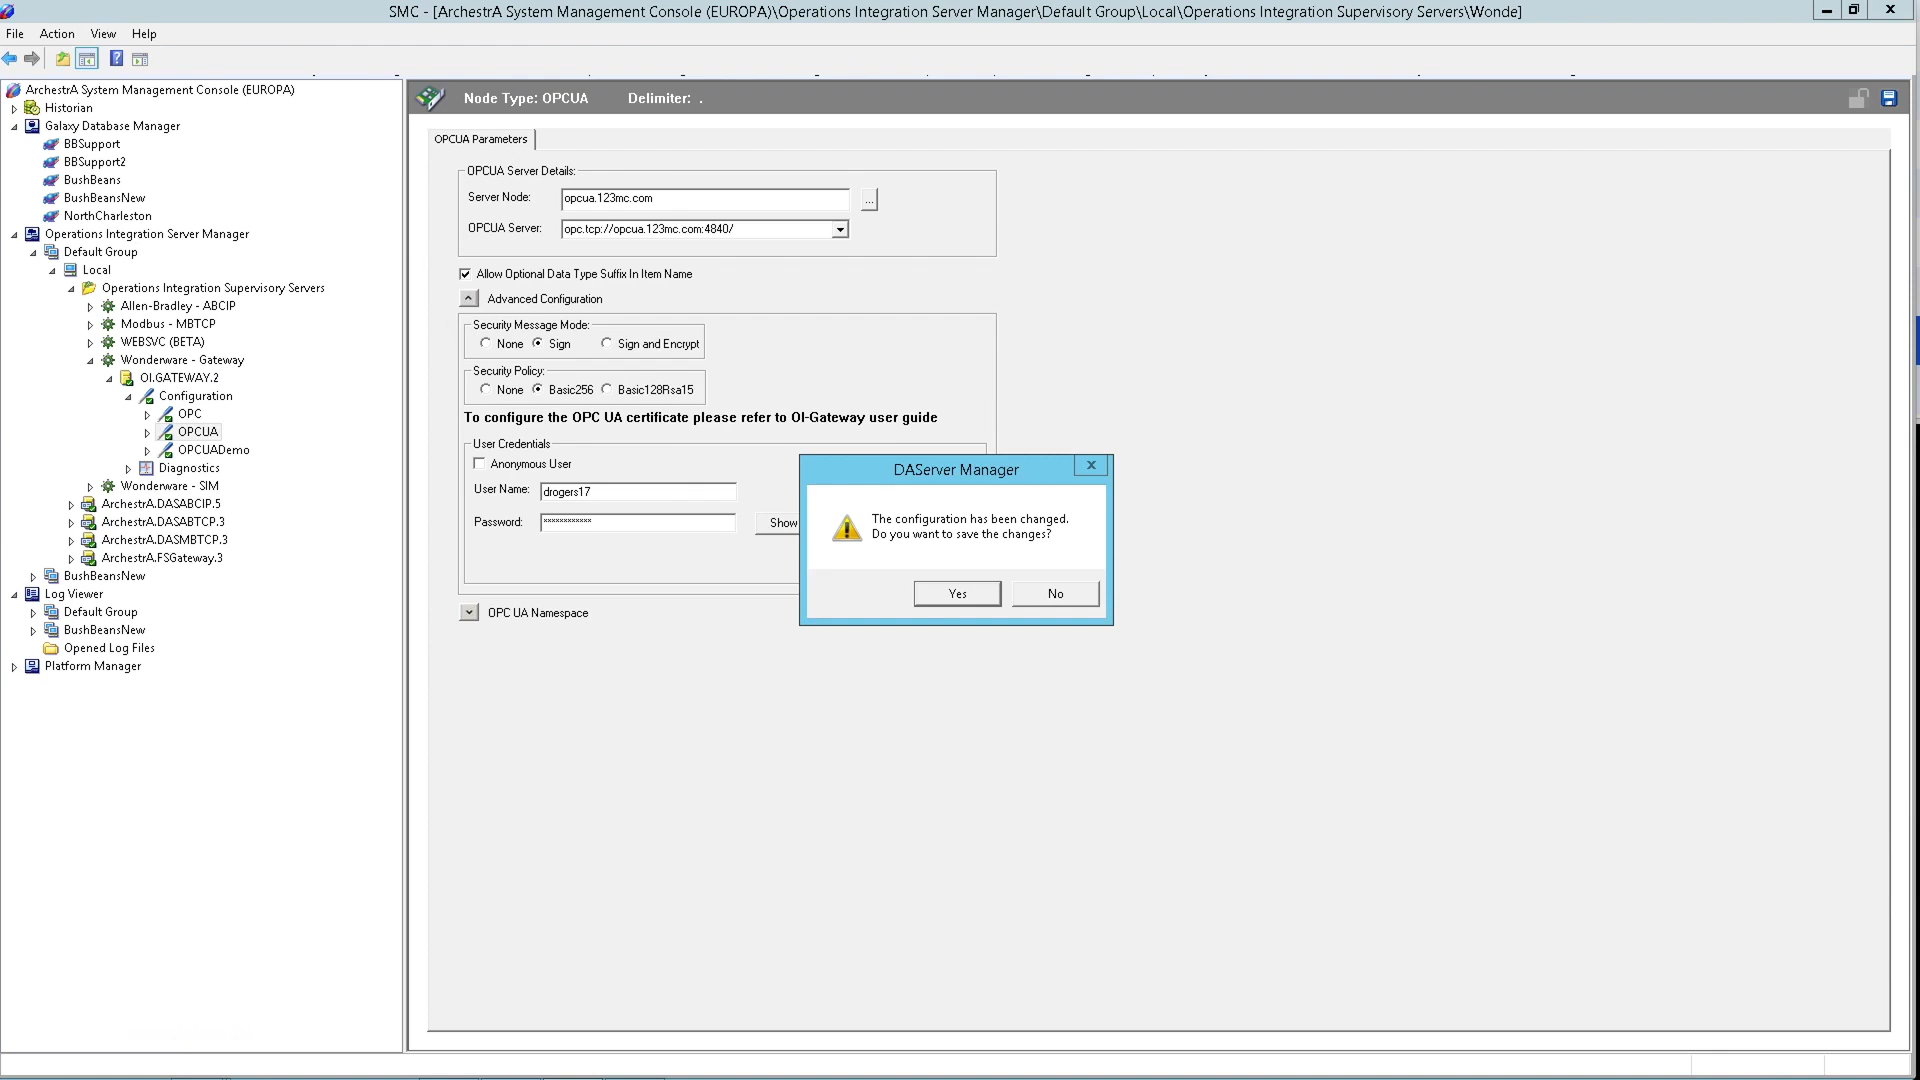 SMC - [ArchestrA System Management Console (EUROPA)\Operations Integration Server Manager\Default Group\Local\Operations Integration Supervisory Servers\Wonde]
File Action View Help
ArchestrA System Management Console (EUROPA)
Historian
Galaxy Database Manager
BBSupport
BBSupport2
BushBeans
BushBeansNew
NorthCharleston
Operations Integration Server Manager
Default Group
Local
Operations Integration Supervisory Servers
Allen-Bradley - ABCIP
Modbus - MBTCP
WEBSVC (BETA)
Wonderware - Gateway
OI.GATEWAY.2
Configuration
OPC
OPCUA
OPCUADemo
Diagnostics
Wonderware - SIM
ArchestrA.DASABCIP.5
ArchestrA.DASABTCP.3
ArchestrA.DASMBTCP.3
ArchestrA.FSGateway.3
BushBeansNew
Log Viewer
Default Group
BushBeansNew
Opened Log Files
Platform Manager
Node Type: OPCUA Delimiter: .
OPCUA Parameters
OPCUA Server Details:
Server Node: opcua.123mc.com ...
OPCUA Server: opc.tcp://opcua.123mc.com:4840/
Allow Optional Data Type Suffix In Item Name
Advanced Configuration
Security Message Mode:
None Sign Sign and Encrypt
Security Policy:
None Basic256 Basic128Rsa15
To configure the OPC UA certificate please refer to OI-Gateway user guide
User Credentials
Anonymous User
User Name: drogers17
Password: ************ Show
OPC UA Namespace
DAServer Manager
The configuration has been changed.
Do you want to save the changes?
Yes No